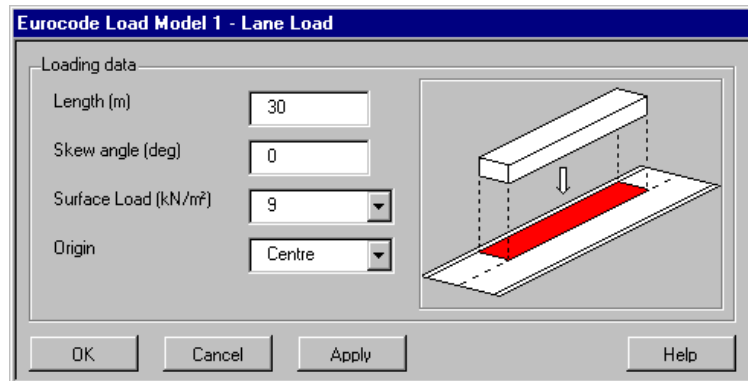 Eurocode Load Model 1 - Lane Load
Loading data
Length (m) 30
Skew angle (deg) 0
Surface Load (kN/m²) 9
Origin Centre
OK Cancel Apply Help